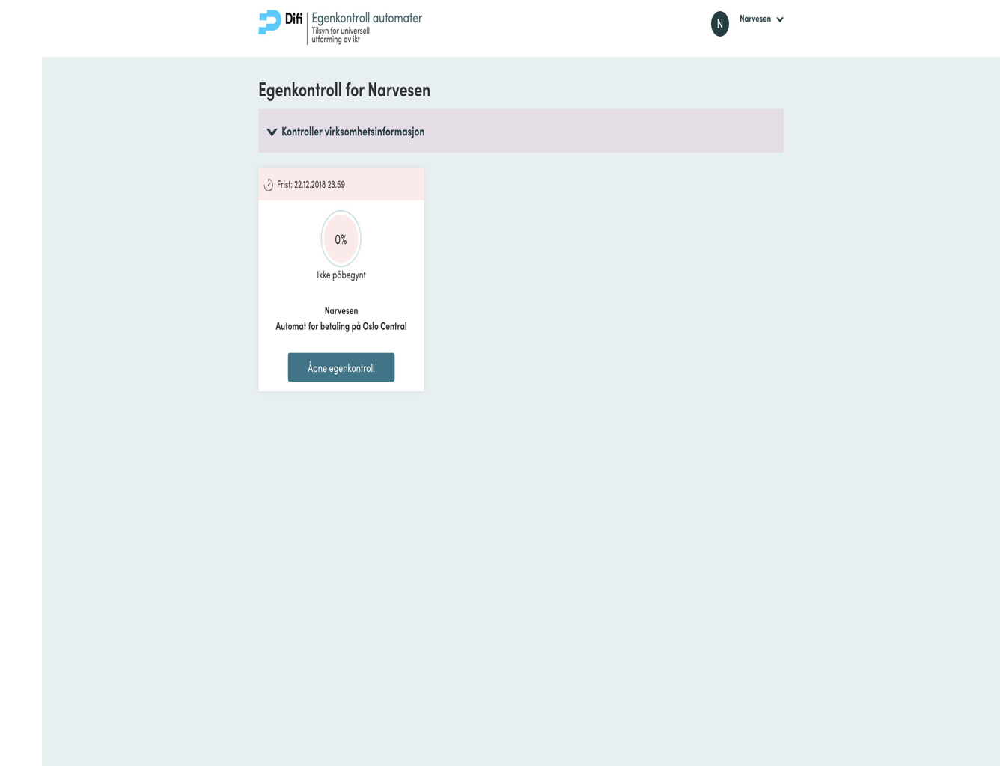 Difi
Egenkontroll automater
Tilsyn for universell
utforming av ikt
N
Narvesen
Egenkontroll for Narvesen
Kontroller virksomhetsinformasjon
Frist: 22.12.2018 23.59
0%
Ikke påbegynt
Narvesen
Automat for betaling på Oslo Central
Åpne egenkontroll